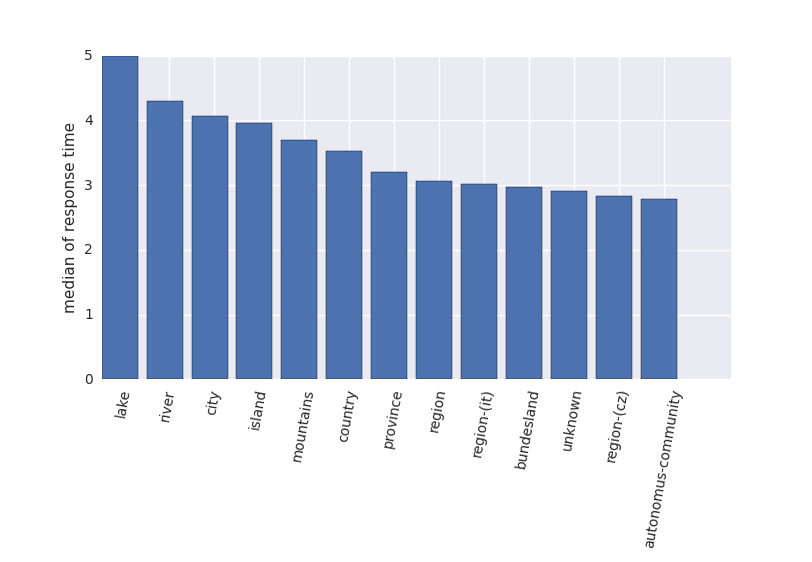 median of response time
5
4
3
2
1
0
lake
river
city
island
mountains
country
province
region
region-(it)
bundesland
unknown
region-(cz)
autonomus-community